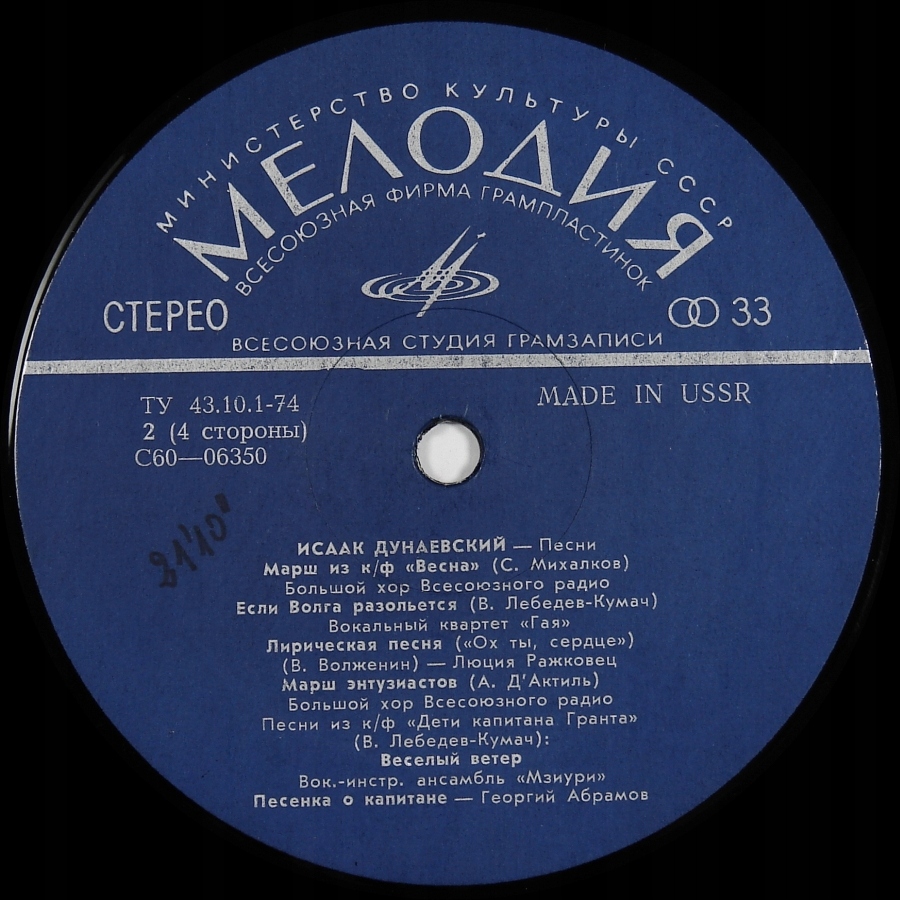 МИНИСТЕРСТВО КУЛЬТУРЫ СССР
МЕЛОДИЯ
ВСЕСОЮЗНАЯ ФИРМА ГРАМПЛАСТИНОК
СТЕРЕО
33
ВСЕСОЮЗНАЯ СТУДИЯ ГРАМЗАПИСИ
ТУ 43.10.1-74
MADE IN USSR
2 (4 стороны)
С60—06350
21'10"
ИСААК ДУНАЕВСКИЙ — Песни
Марш из к/ф «Весна» (С. Михалков)
Большой хор Всесоюзного радио
Если Волга разольется (В. Лебедев-Кумач)
Вокальный квартет «Гая»
Лирическая песня («Ох ты, сердце»)
(В. Волженин) — Люция Ражковец
Марш энтузиастов (А. Д'Актиль)
Большой хор Всесоюзного радио
Песни из к/ф «Дети капитана Гранта»
(В. Лебедев-Кумач):
Веселый ветер
Вок.-инстр. ансамбль «Мзиури»
Песенка о капитане — Георгий Абрамов